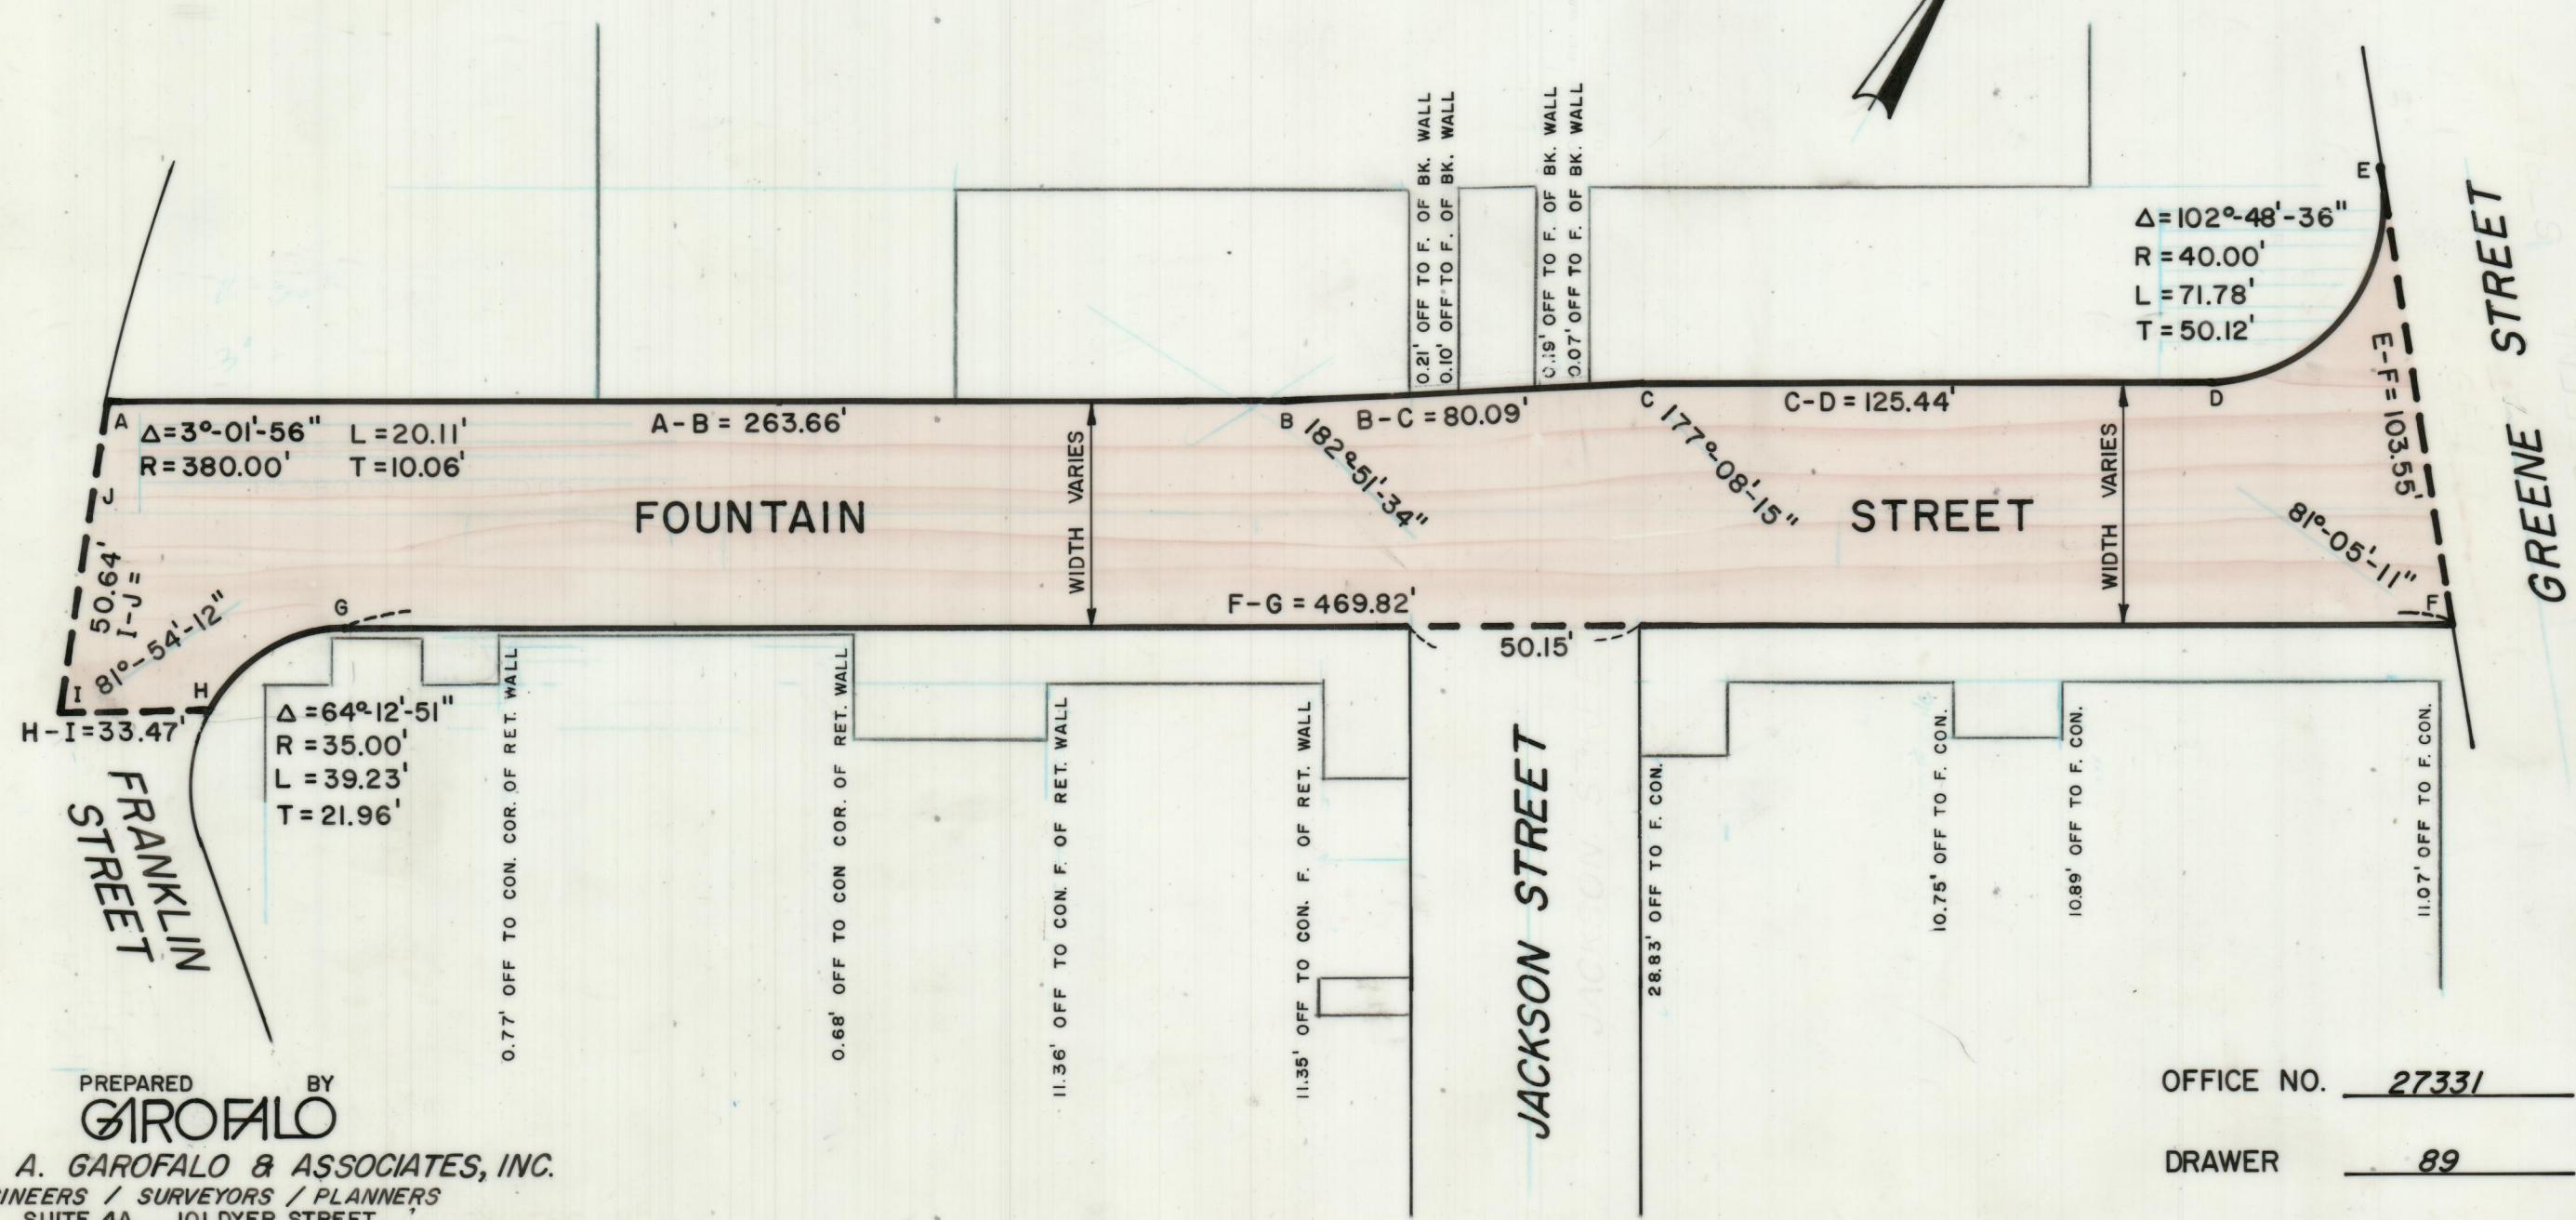 0.21' OFF TO F. OF BK. WALL
0.10' OFF TO F. OF BK. WALL
0.19' OFF TO F. OF BK. WALL
0.07' OFF TO F. OF BK. WALL
E
Δ=102°-48'-36"
R=40.00'
L=71.78'
T=50.12'
GREENE STREET
E-F=103.55'
A
Δ=3°-01'-56" L=20.11'
R=380.00' T=10.06'
A-B= 263.66'
B
B-C=80.09'
C
C-D=125.44'
D
182°-51'-34"
177°-08'-15"
81°-05'-11"
WIDTH VARIES
WIDTH VARIES
J
FOUNTAIN STREET
50.64'
I-J=
81°-54'-12"
G
F-G=469.82'
F
I
H
H-I=33.47'
50.15'
Δ=64°-12'-51"
R=35.00'
L=39.23'
T=21.96'
FRANKLIN
STREET
0.77' OFF TO CON. COR. OF RET. WALL
0.68' OFF TO CON COR. OF RET. WALL
11.36' OFF TO CON. F. OF RET. WALL
11.35' OFF TO CON. F. OF RET. WALL
JACKSON STREET
28.83' OFF TO F. CON.
10.75' OFF TO F. CON.
10.89' OFF TO F. CON.
11.07' OFF TO F. CON.
PREPARED BY
GAROFALO
A. GAROFALO & ASSOCIATES, INC.
INEERS / SURVEYORS / PLANNERS
SUITE 4A 101 DYER STREET
OFFICE NO. 27331
DRAWER 89